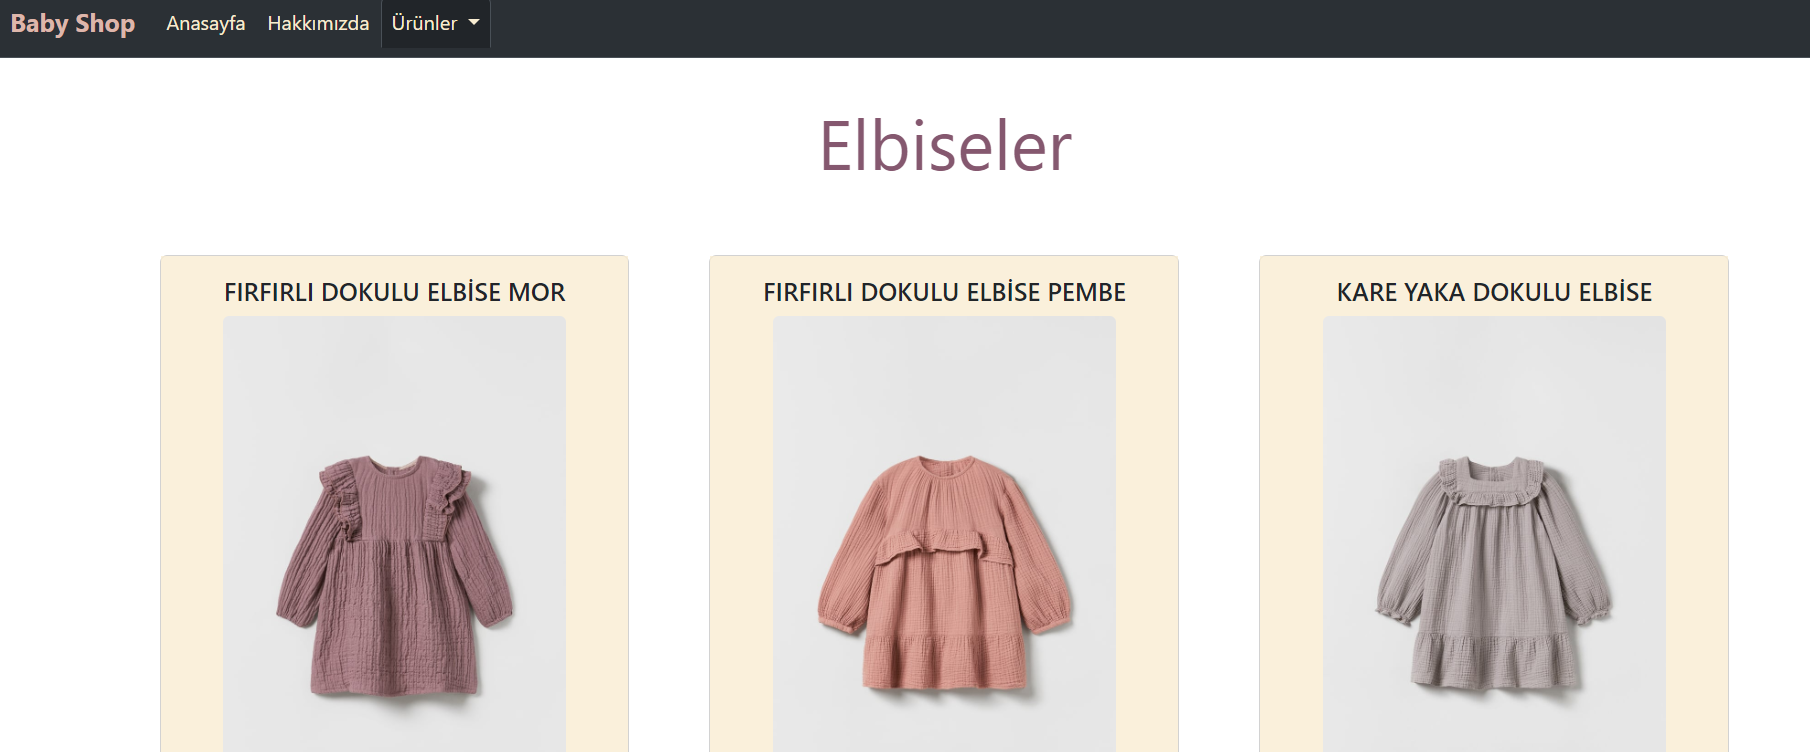 Baby Shop Anasayfa Hakkımızda Ürünler
Elbiseler
FIRFIRLI DOKULU ELBİSE MOR
FIRFIRLI DOKULU ELBİSE PEMBE
KARE YAKA DOKULU ELBİSE